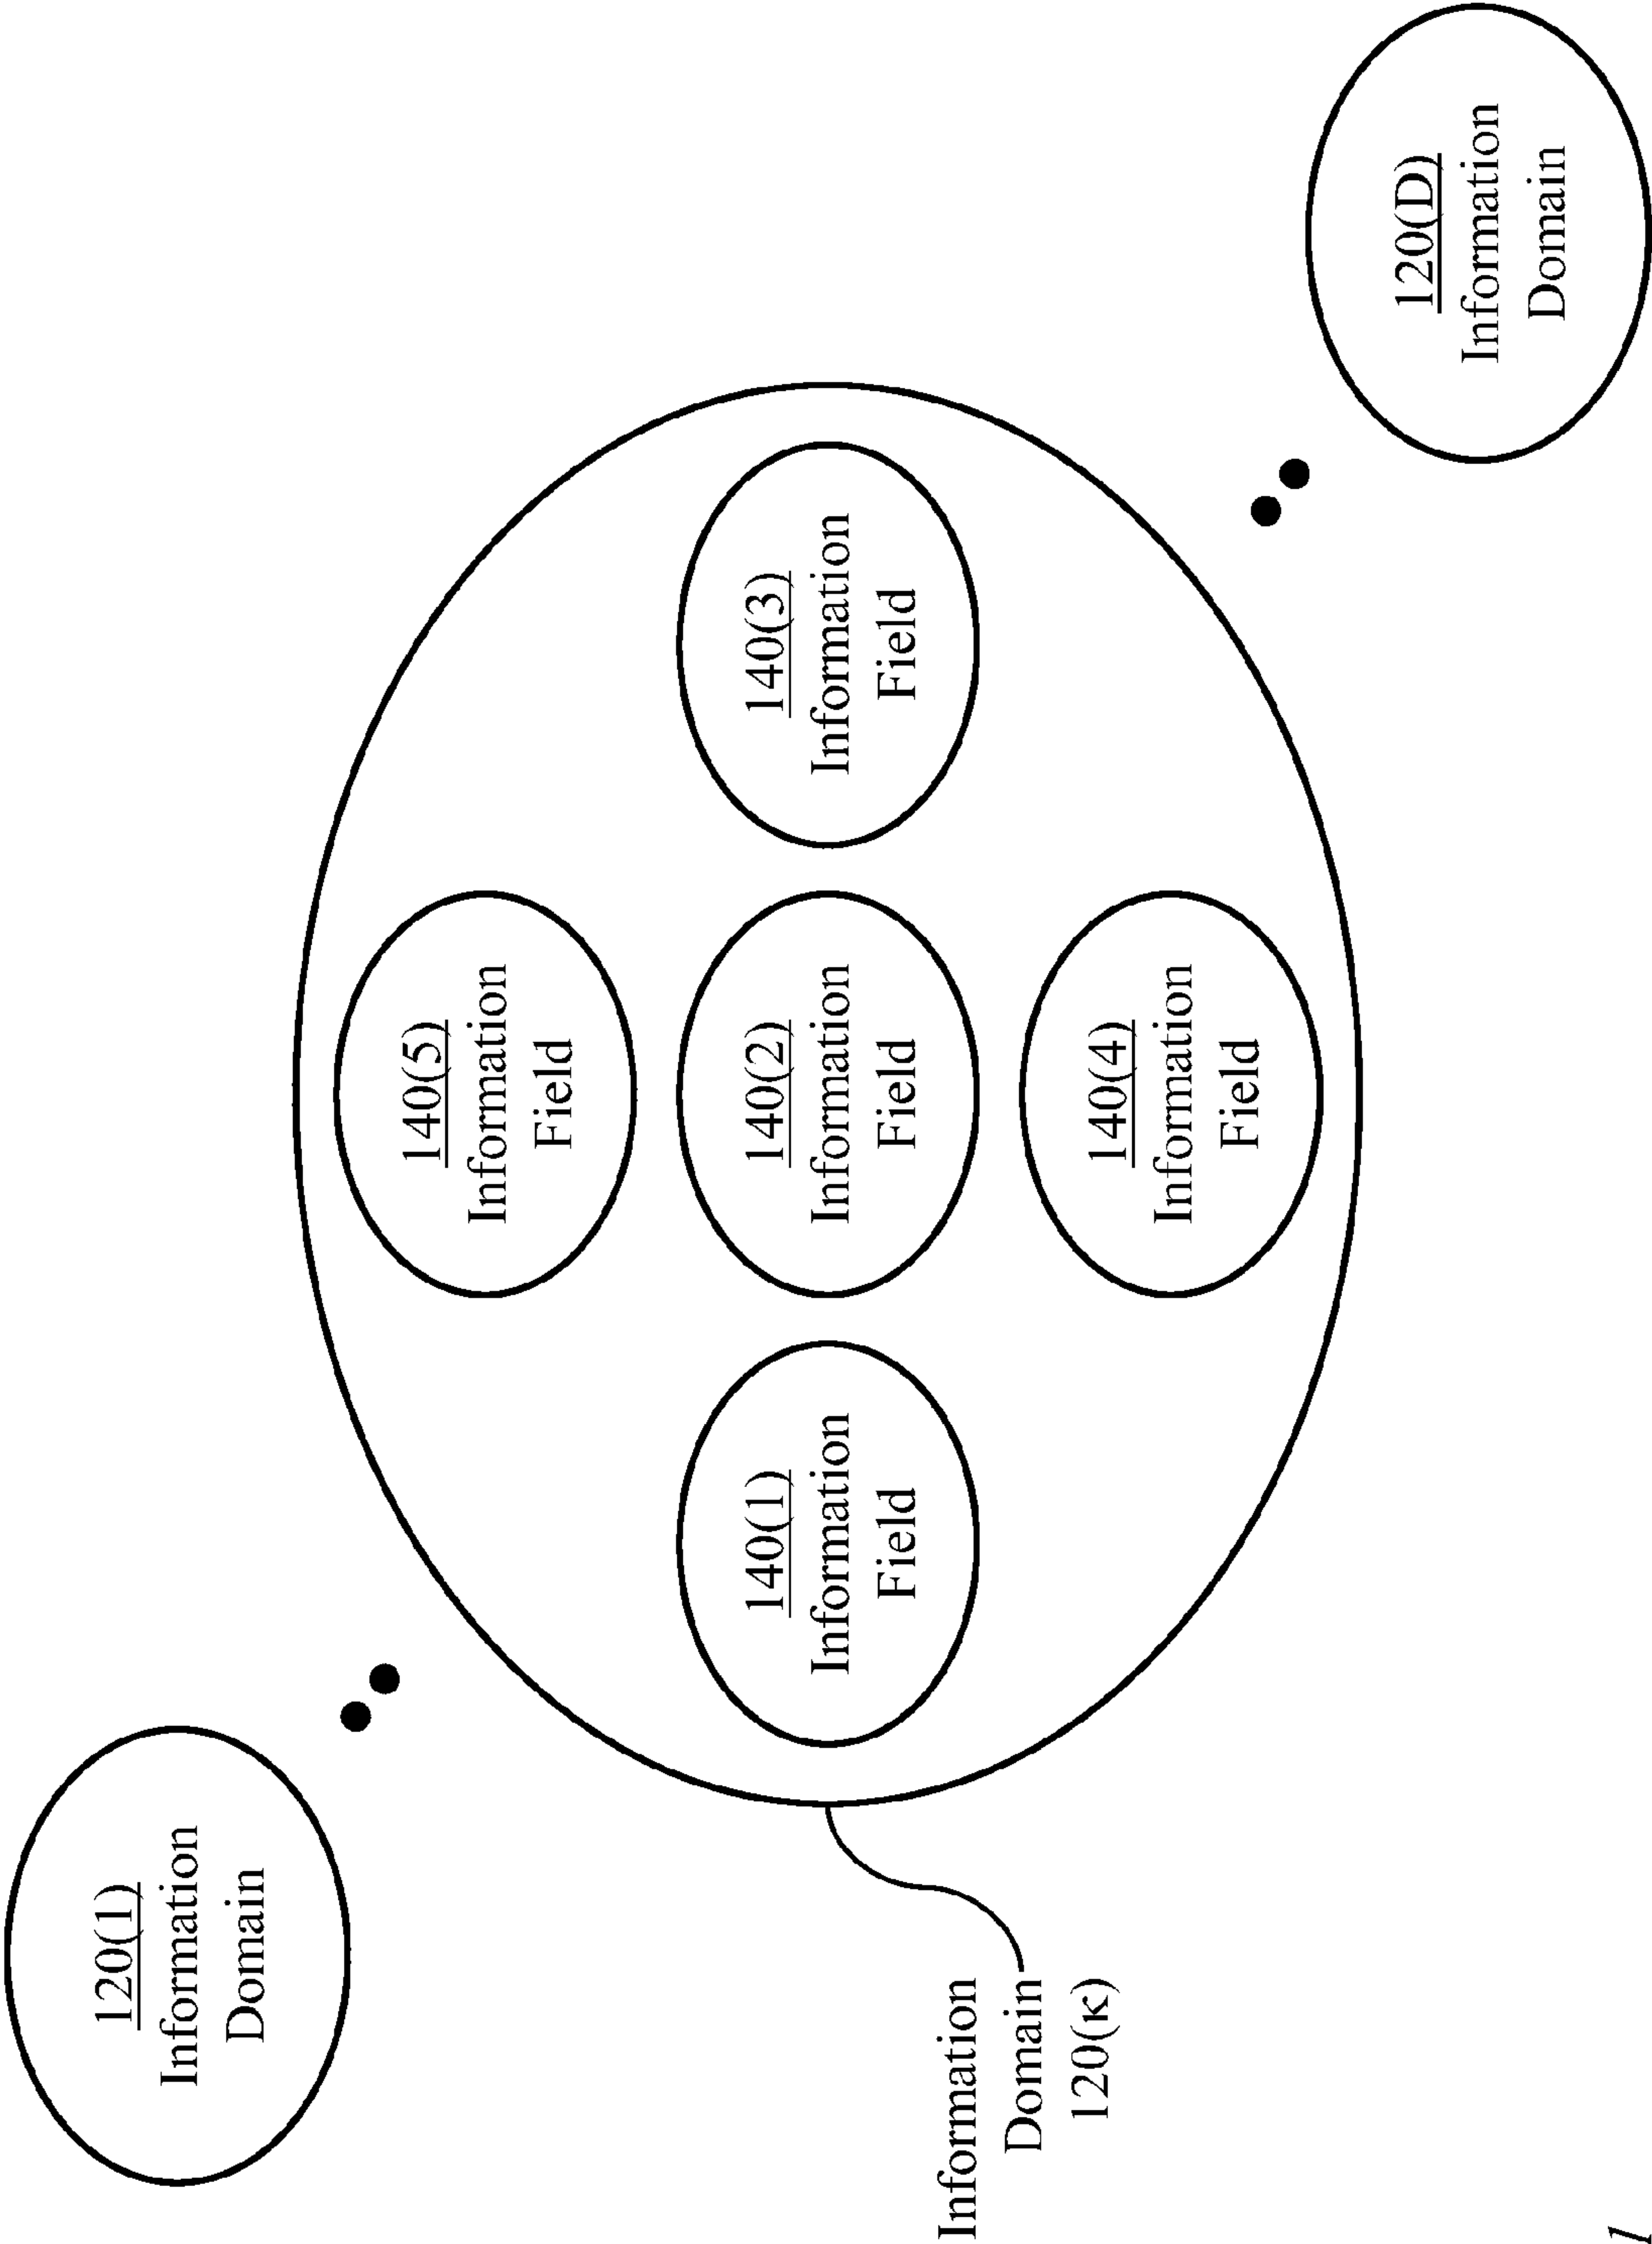 120(1)
Information
Domain
140(5)
Information
Field
140(1)
Information
Field
140(2)
Information
Field
140(3)
Information
Field
Information
Domain
120(κ)
140(4)
Information
Field
120(D)
Information
Domain